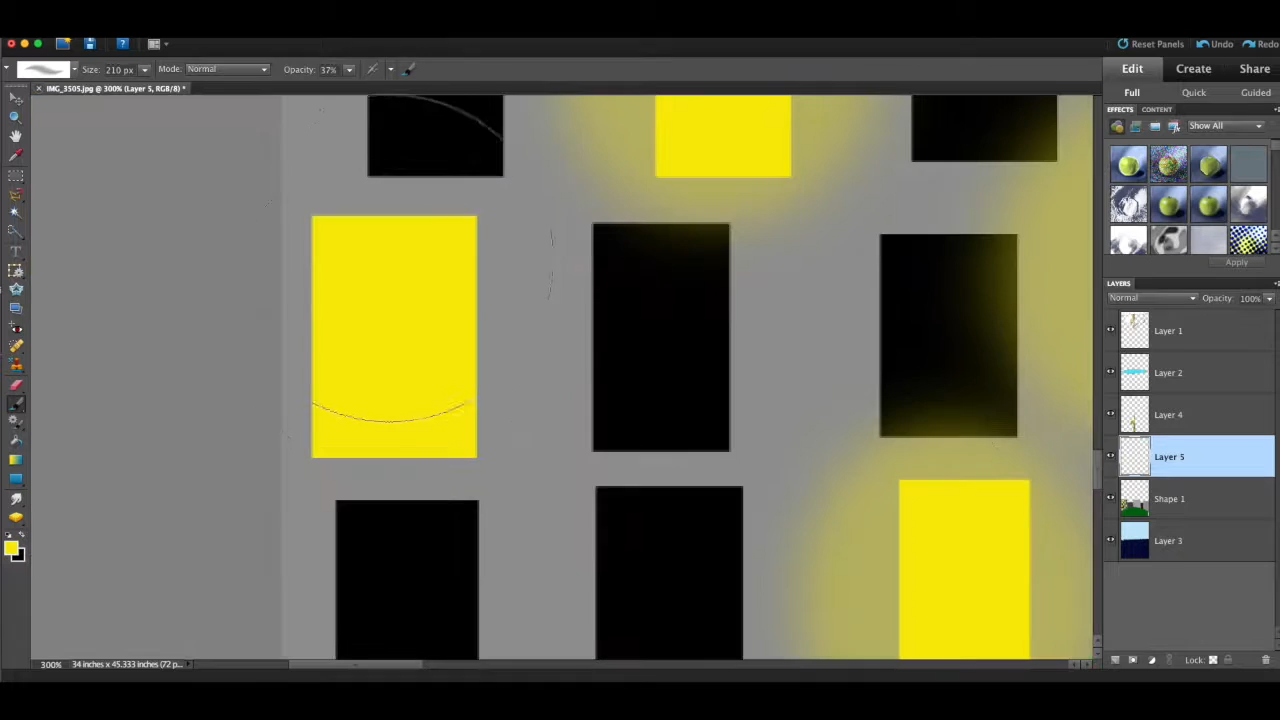 Reset Panels Undo Redo
Size: 210 px Mode: Normal Opacity: 37%
Edit Create Share
IMG_3505.jpg @ 300% (Layer 5, RGB/8) *
Full Quick Guided
EFFECTS CONTENT
Show All
Apply
LAYERS
Normal Opacity: 100%
Layer 1
Layer 2
Layer 4
Layer 5
Shape 1
Layer 3
300% 34 inches x 45.333 inches (72 p...
Lock: